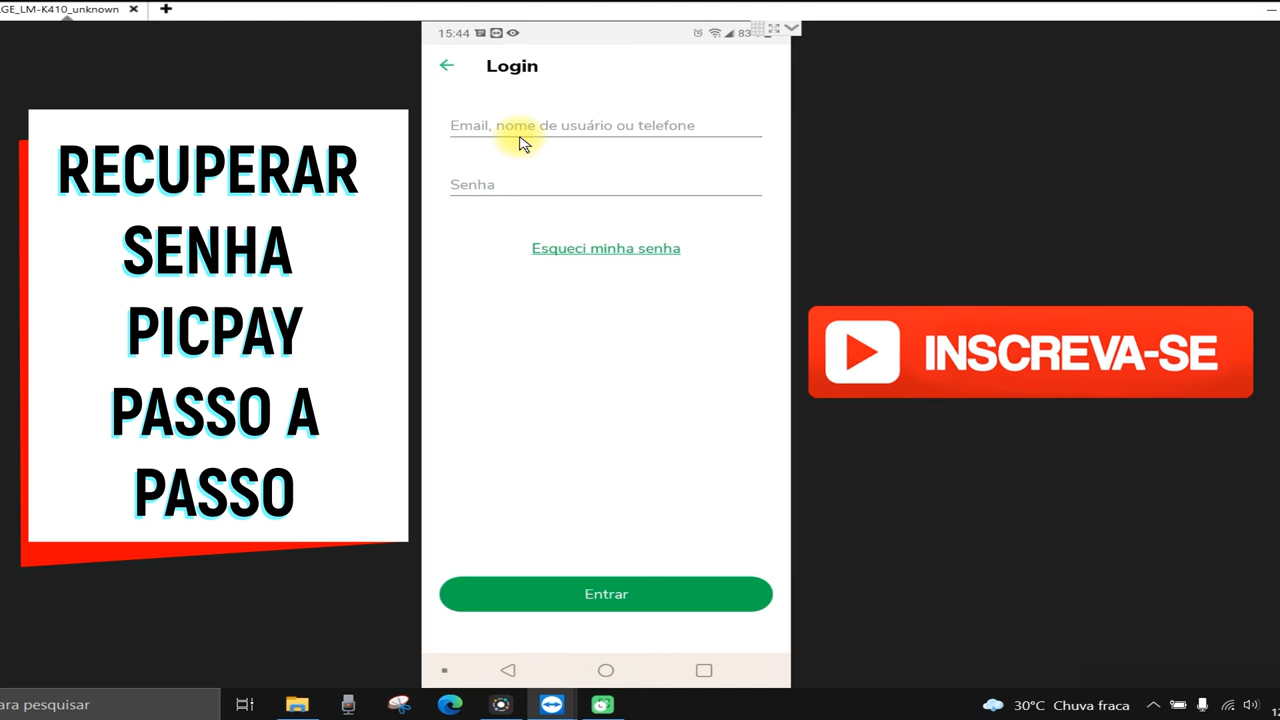 GE_LM-K410_unknown
15:44
83
Login
RECUPERAR
SENHA
PICPAY
PASSO A
PASSO
Email, nome de usuário ou telefone
Senha
Esqueci minha senha
INSCREVA-SE
Entrar
ara pesquisar
30°C Chuva fraca